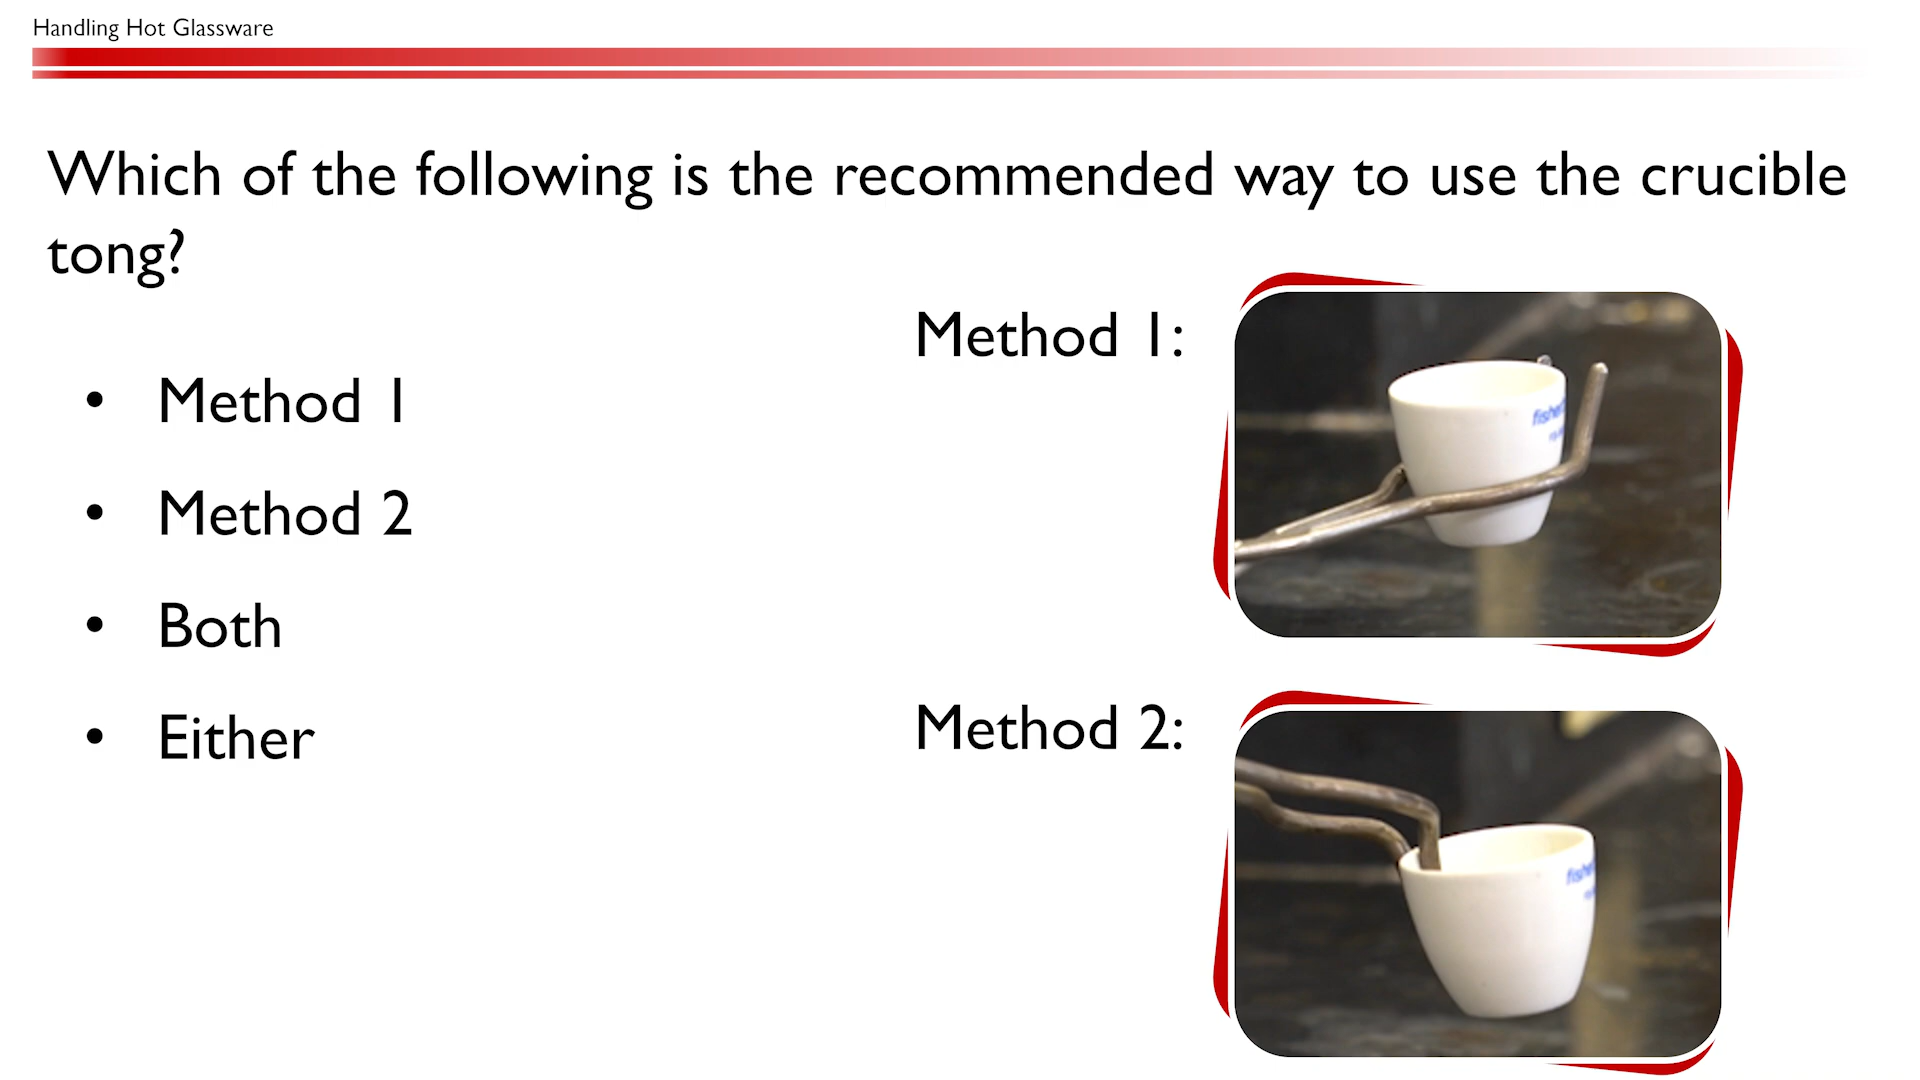 Handling Hot Glassware
Which of the following is the recommended way to use the crucible
tong?
• Method 1
• Method 2
• Both
• Either
Method 1:
Method 2: